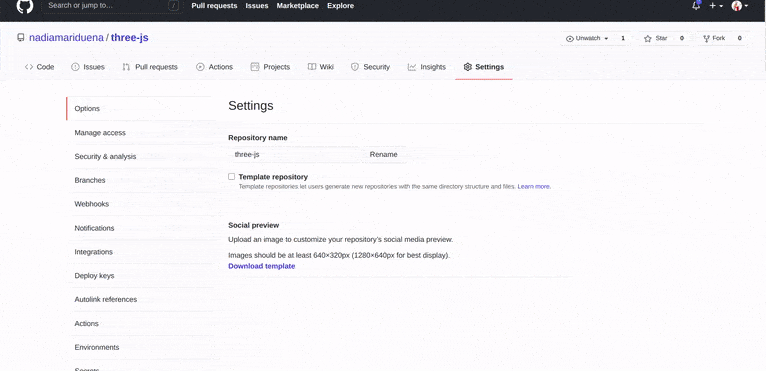 Search or jump to... /
Pull requests Issues Marketplace Explore
nadiamariduena / three-js
Unwatch 1 Star 0 Fork 0
Code Issues Pull requests Actions Projects Wiki Security Insights Settings
Options
Manage access
Security & analysis
Branches
Webhooks
Notifications
Integrations
Deploy keys
Autolink references
Actions
Environments
Secrets
Settings
Repository name
three-js Rename
Template repository
Template repositories let users generate new repositories with the same directory structure and files. Learn more.
Social preview
Upload an image to customize your repository's social media preview.
Images should be at least 640×320px (1280×640px for best display).
Download template